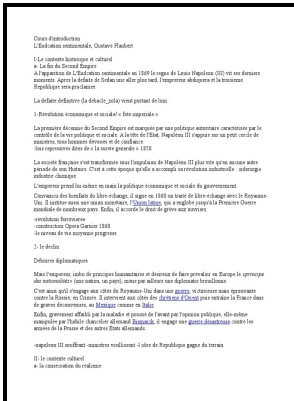 Cours d'introduction
L'Education sentimentale, Gustave Flaubert
I-Le contexte historique et culturel
a- La fin du Second Empire
A l'apparition de L'Education sentimentale en 1869 le regne de Louis Napoléon (III) vit ses derniers
moments. Apres la defaite de Sedan une aller plus tard, l'empereur abdiquera et la troisieme
Republique sera proclamee.
La defaite definitive (la debacle_zola) vient portant de loin :
1-Révolution économique et sociale/ « fete imperiale »
La première décennie du Second Empire est marquée par une politique autoritaire caractérisée par le
contrôle de la vie politique et sociale. A la tête de l'Etat, Napoléon III s'appuie sur un petit cercle de
ministres, tous hommes dévoués et de confiance.
-lois repressives dites de « la surete generale » 1858
La société française s'est transformée sous l'impulsion de Napoléon III plus vite qu'en aucune autre
période de son Histoire. C'est à cette époque qu'elle a accompli sa révolution industrielle : siderurgie
industrie chimique.
L'empereur prend lui-même en main la politique économique et sociale du gouvernement.
Convaincu des bienfaits du libre-échange, il signe en 1860 un traité de libre-échange avec le Royaume-
Uni. Il institue aussi une union monétaire, l'Union latine, qui a englobé jusqu'à la Première Guerre
mondiale de nombreux pays. Enfin, il accorde le droit de grève aux ouvriers.
-revolution ferroviere
-construction Opera Garnier 1860
-le niveau de vie moyenne progresse
2- le déclin
Déboires diplomatiques
Mais l'empereur, imbu de principes humanitaires et désireux de faire prévaloir en Europe le «principe
des nationalités» (une nation, un pays), mène par ailleurs une diplomatie brouillonne.
C'est ainsi qu'il s'engage aux côtés du Royaume-Uni dans une guerre, victorieuse mais éprouvante
contre la Russie, en Crimée. Il intervient aux côtés des chrétiens d'Orient puis entraîne la France dans
de graves déconvenues, au Mexique comme en Italie.
Enfin, gravement affaibli par la maladie et poussé de l'avant par l'opinion publique, elle-même
manipulée par l'habile chancelier allemand Bismarck, il engage une guerre désastreuse contre les
armées de la Prusse et des autres Etats allemands.
-napoleon III souffrant -ministres vieillissent -l idee de Republique gagne du terrain.
II- le contexte culturel
a- la consecration du realisme